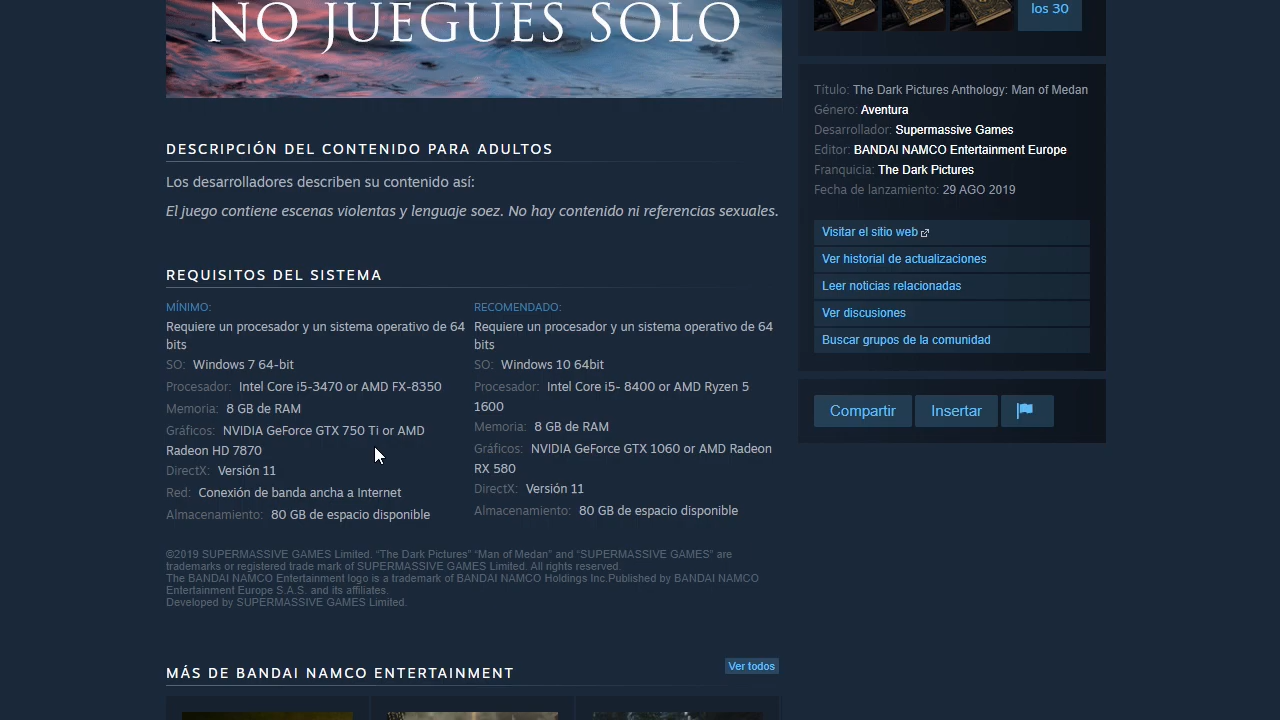 NO JUEGUES SOLO
DESCRIPCIÓN DEL CONTENIDO PARA ADULTOS
Los desarrolladores describen su contenido así:
El juego contiene escenas violentas y lenguaje soez. No hay contenido ni referencias sexuales.
REQUISITOS DEL SISTEMA
MÍNIMO:
Requiere un procesador y un sistema operativo de 64
bits
SO: Windows 7 64-bit
Procesador: Intel Core i5-3470 or AMD FX-8350
Memoria: 8 GB de RAM
Gráficos: NVIDIA GeForce GTX 750 Ti or AMD
Radeon HD 7870
DirectX: Versión 11
Red: Conexión de banda ancha a Internet
Almacenamiento: 80 GB de espacio disponible
RECOMENDADO:
Requiere un procesador y un sistema operativo de 64
bits
SO: Windows 10 64bit
Procesador: Intel Core i5- 8400 or AMD Ryzen 5
1600
Memoria: 8 GB de RAM
Gráficos: NVIDIA GeForce GTX 1060 or AMD Radeon
RX 580
DirectX: Versión 11
Almacenamiento: 80 GB de espacio disponible
©2019 SUPERMASSIVE GAMES Limited. “The Dark Pictures” “Man of Medan” and “SUPERMASSIVE GAMES” are
trademarks or registered trade mark of SUPERMASSIVE GAMES Limited. All rights reserved.
The BANDAI NAMCO Entertainment logo is a trademark of BANDAI NAMCO Holdings Inc.Published by BANDAI NAMCO
Entertainment Europe S.A.S. and its affiliates.
Developed by SUPERMASSIVE GAMES Limited.
MÁS DE BANDAI NAMCO ENTERTAINMENT
Ver todos
los 30
Título: The Dark Pictures Anthology: Man of Medan
Género: Aventura
Desarrollador: Supermassive Games
Editor: BANDAI NAMCO Entertainment Europe
Franquicia: The Dark Pictures
Fecha de lanzamiento: 29 AGO 2019
Visitar el sitio web
Ver historial de actualizaciones
Leer noticias relacionadas
Ver discusiones
Buscar grupos de la comunidad
Compartir
Insertar